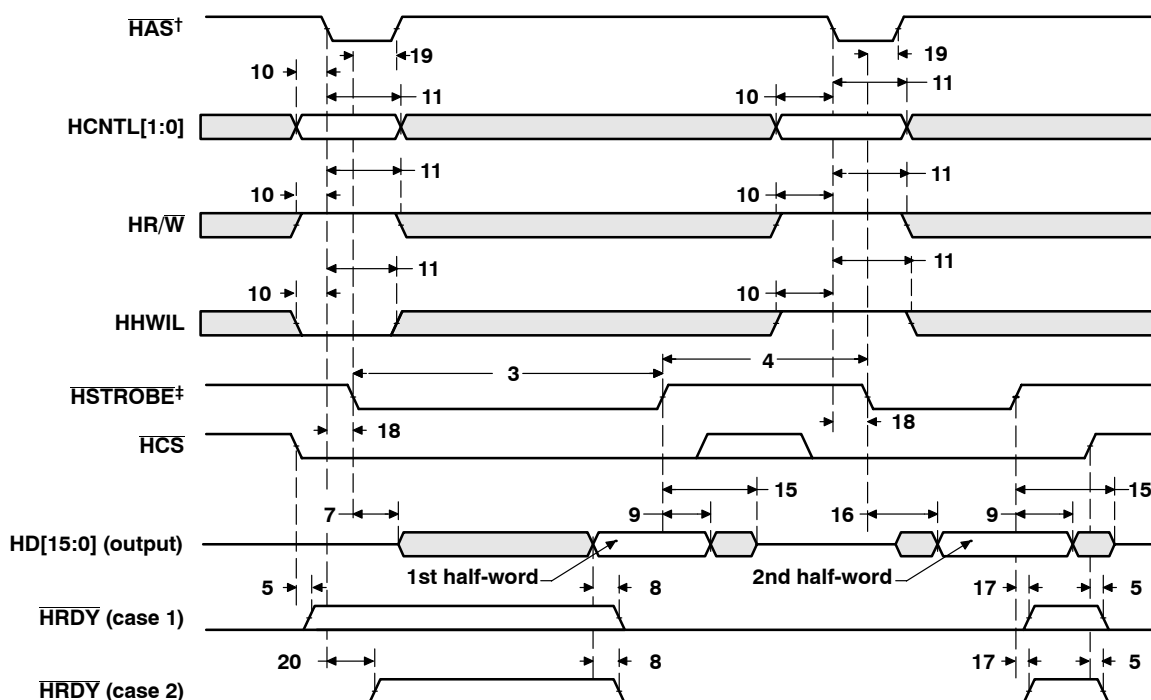 HAS†
19
19
10
11
10
11
HCNTL[1:0]
11
11
10
10
HR/W
11
11
10
10
HHWIL
4
3
HSTROBE‡
18
18
HCS
15
15
7
9
16
9
HD[15:0] (output)
1st half-word
2nd half-word
5
8
17
5
HRDY (case 1)
20
8
17
5
HRDY (case 2)